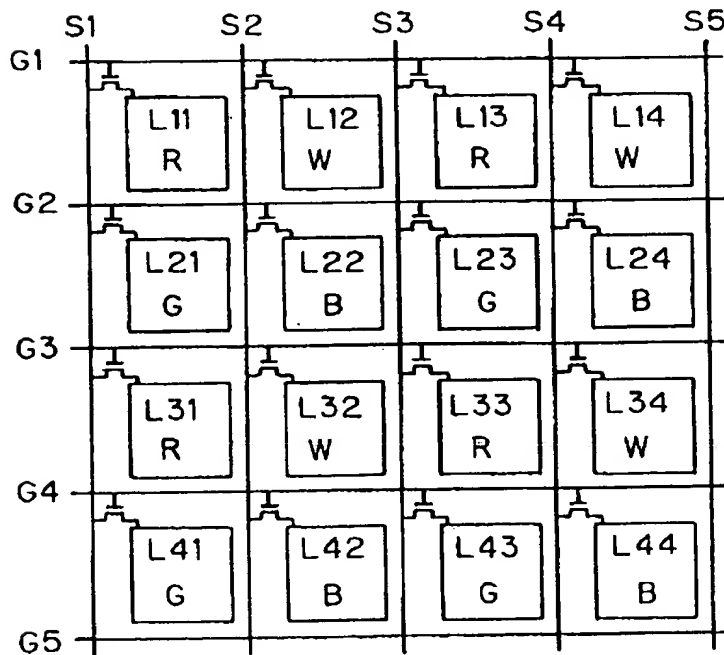 S1 S2 S3 S4 S5
G1
L11 L12 L13 L14
R W R W
G2
L21 L22 L23 L24
G B G B
G3
L31 L32 L33 L34
R W R W
G4
L41 L42 L43 L44
G B G B
G5